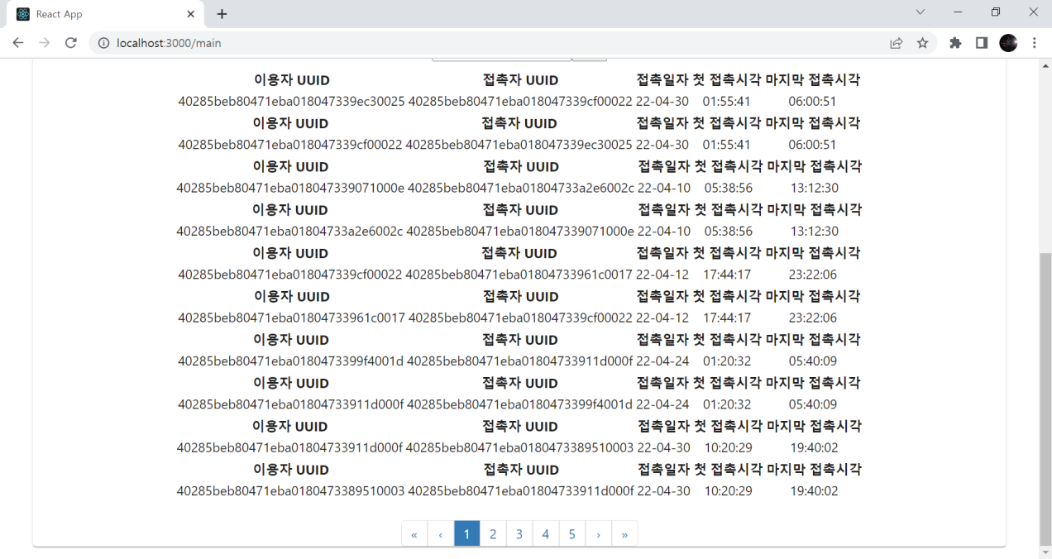 React App
localhost:3000/main
이용자 UUID 접촉자 UUID 접촉일자 첫 접촉시각 마지막 접촉시각
40285beb80471eba018047339ec30025 40285beb80471eba018047339cf00022 22-04-30 01:55:41 06:00:51
이용자 UUID 접촉자 UUID 접촉일자 첫 접촉시각 마지막 접촉시각
40285beb80471eba018047339cf00022 40285beb80471eba018047339ec30025 22-04-30 01:55:41 06:00:51
이용자 UUID 접촉자 UUID 접촉일자 첫 접촉시각 마지막 접촉시각
40285beb80471eba018047339071000e 40285beb80471eba01804733a2e6002c 22-04-10 05:38:56 13:12:30
이용자 UUID 접촉자 UUID 접촉일자 첫 접촉시각 마지막 접촉시각
40285beb80471eba01804733a2e6002c 40285beb80471eba018047339071000e 22-04-10 05:38:56 13:12:30
이용자 UUID 접촉자 UUID 접촉일자 첫 접촉시각 마지막 접촉시각
40285beb80471eba018047339cf00022 40285beb80471eba01804733961c0017 22-04-12 17:44:17 23:22:06
이용자 UUID 접촉자 UUID 접촉일자 첫 접촉시각 마지막 접촉시각
40285beb80471eba01804733961c0017 40285beb80471eba018047339cf00022 22-04-12 17:44:17 23:22:06
이용자 UUID 접촉자 UUID 접촉일자 첫 접촉시각 마지막 접촉시각
40285beb80471eba01804733399f4001d 40285beb80471eba01804733911d000f 22-04-24 01:20:32 05:40:09
이용자 UUID 접촉자 UUID 접촉일자 첫 접촉시각 마지막 접촉시각
40285beb80471eba01804733911d000f 40285beb80471eba0180473399f4001d 22-04-24 01:20:32 05:40:09
이용자 UUID 접촉자 UUID 접촉일자 첫 접촉시각 마지막 접촉시각
40285beb80471eba01804733911d000f 40285beb80471eba0180473389510003 22-04-30 10:20:29 19:40:02
이용자 UUID 접촉자 UUID 접촉일자 첫 접촉시각 마지막 접촉시각
40285beb80471eba0180473389510003 40285beb80471eba01804733911d000f 22-04-30 10:20:29 19:40:02
« ‹ 1 2 3 4 5 › »